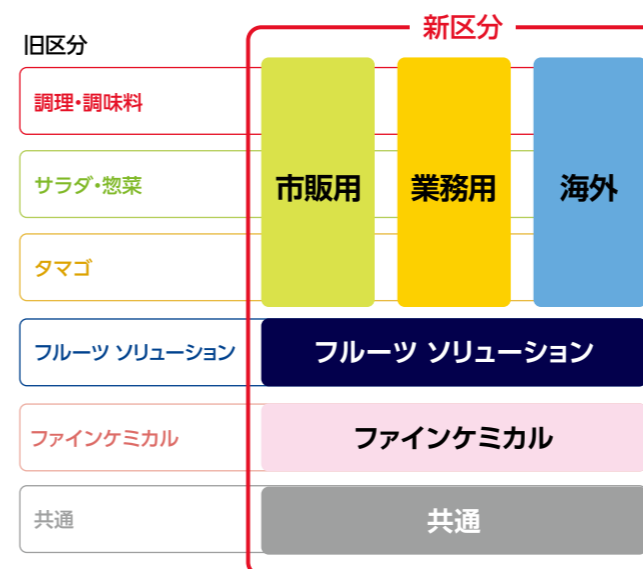 新区分
旧区分
調理・調味料
サラダ・惣菜
タマゴ
市販用
業務用
海外
フルーツ ソリューション
フルーツ ソリューション
ファインケミカル
ファインケミカル
共通
共通